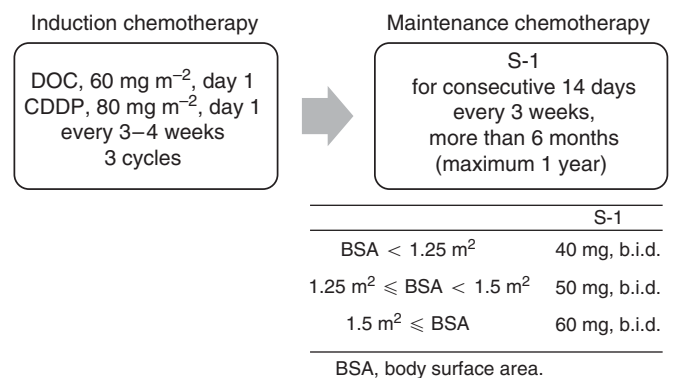 Induction chemotherapy
DOC, 60 mg m⁻², day 1
CDDP, 80 mg m⁻², day 1
every 3–4 weeks
3 cycles
Maintenance chemotherapy
S-1
for consecutive 14 days
every 3 weeks,
more than 6 months
(maximum 1 year)
S-1
BSA < 1.25 m² 40 mg, b.i.d.
1.25 m² ⩽ BSA < 1.5 m² 50 mg, b.i.d.
1.5 m² ⩽ BSA 60 mg, b.i.d.
BSA, body surface area.